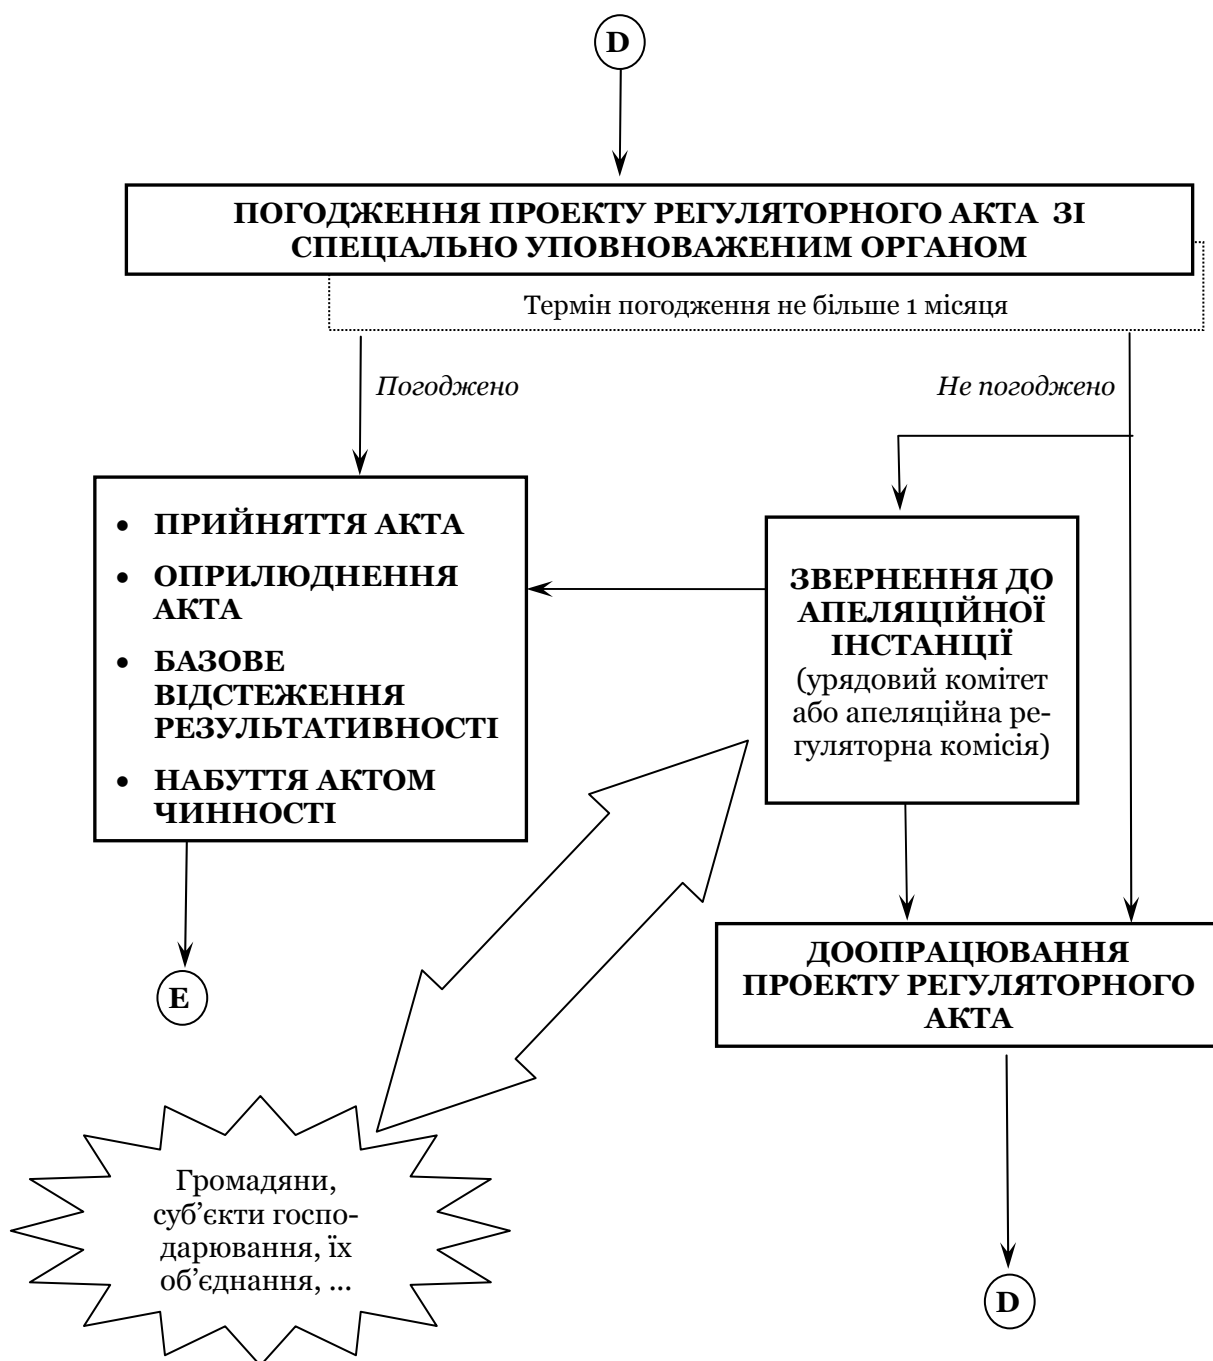 D
ПОГОДЖЕННЯ ПРОЕКТУ РЕГУЛЯТОРНОГО АКТА ЗІ
СПЕЦІАЛЬНО УПОВНОВАЖЕНИМ ОРГАНОМ
Термін погодження не більше 1 місяця
Погоджено
Не погоджено
• ПРИЙНЯТТЯ АКТА
• ОПРИЛЮДНЕННЯ
АКТА
• БАЗОВЕ
ВІДСТЕЖЕННЯ
РЕЗУЛЬТАТИВНОСТІ
• НАБУТТЯ АКТОМ
ЧИННОСТІ
ЗВЕРНЕННЯ ДО
АПЕЛЯЦІЙНОЇ
ІНСТАНЦІЇ
(урядовий комітет
або апеляційна ре-
гуляторна комісія)
ДООПРАЦЮВАННЯ
ПРОЕКТУ РЕГУЛЯТОРНОГО
АКТА
E
Громадяни,
суб’єкти госпо-
дарювання, їх
об’єднання, ...
D